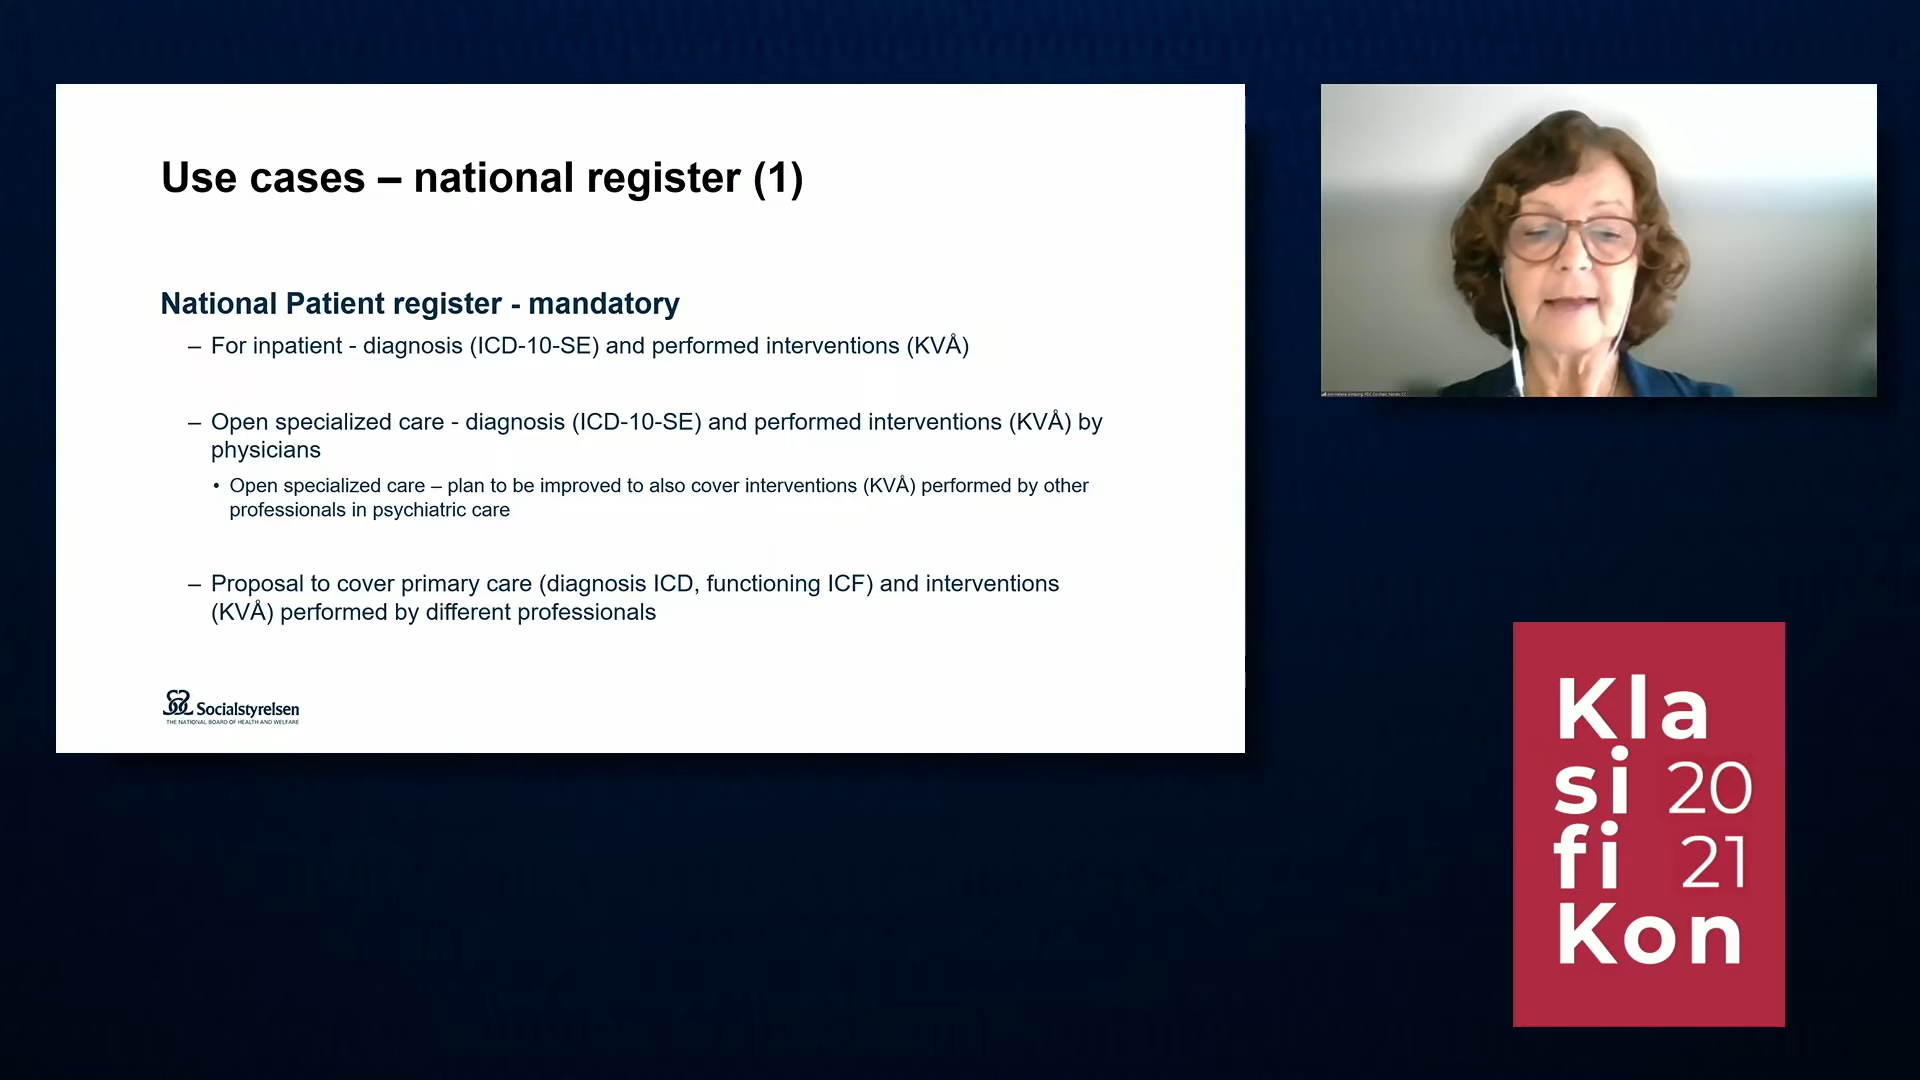 Use cases – national register (1)
National Patient register - mandatory
– For inpatient - diagnosis (ICD-10-SE) and performed interventions (KVÅ)
– Open specialized care - diagnosis (ICD-10-SE) and performed interventions (KVÅ) by
physicians
• Open specialized care – plan to be improved to also cover interventions (KVÅ) performed by other
professionals in psychiatric care
– Proposal to cover primary care (diagnosis ICD, functioning ICF) and interventions
(KVÅ) performed by different professionals
Socialstyrelsen
THE NATIONAL BOARD OF HEALTH AND WELFARE
Kla
si 20
fi 21
Kon